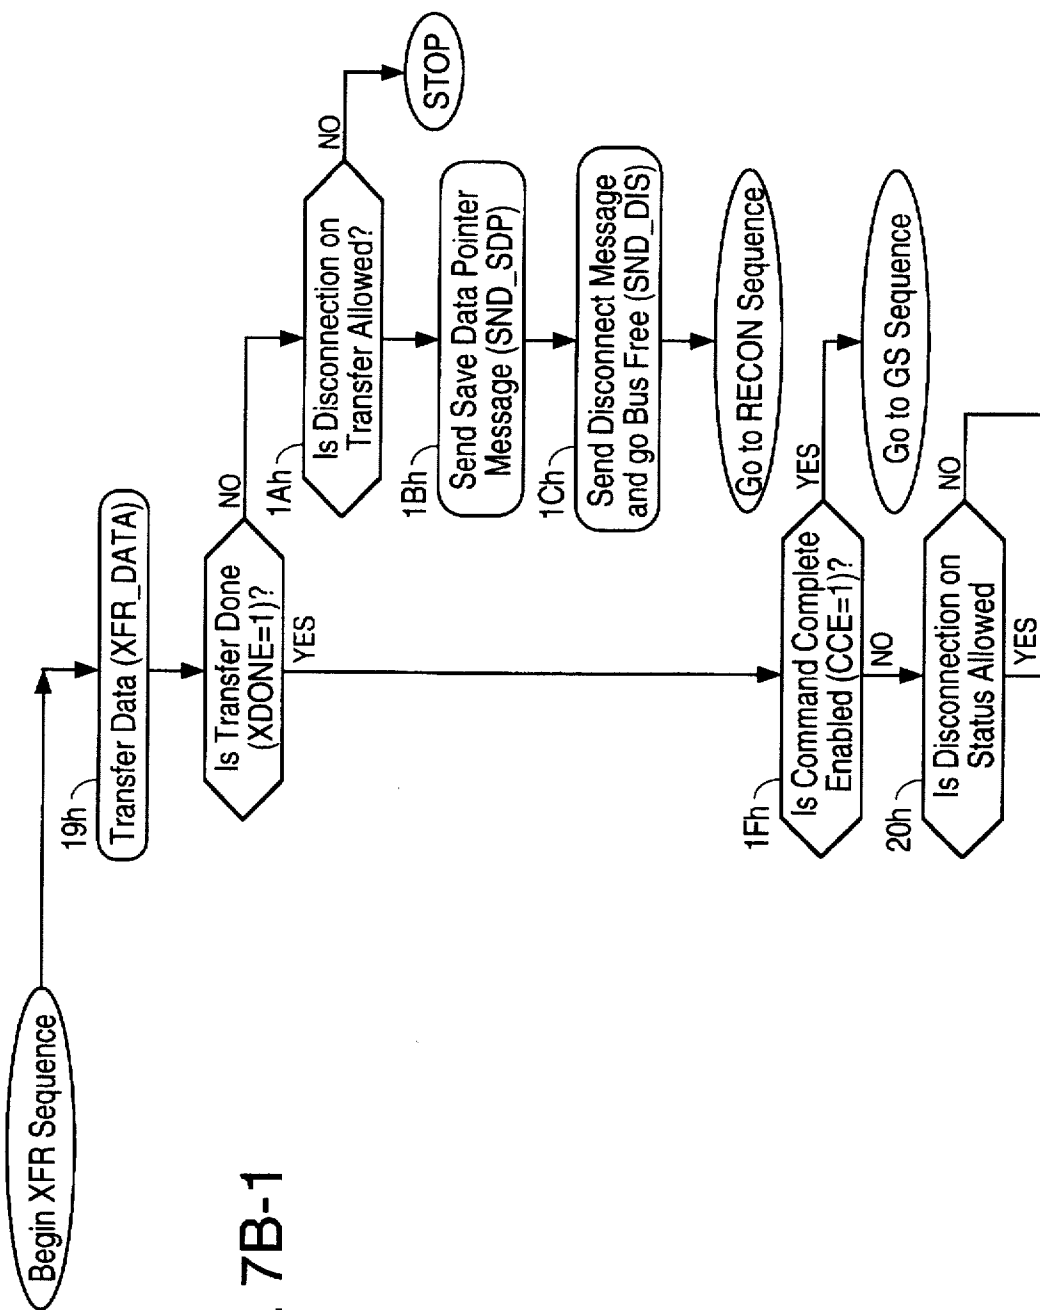 Begin XFR Sequence
19h
Transfer Data (XFR_DATA)
Is Transfer Done
(XDONE=1)?
NO
YES
1Ah
Is Disconnection on
Transfer Allowed?
NO
STOP
1Bh
Send Save Data Pointer
Message (SND_SDP)
1Ch
Send Disconnect Message
and go Bus Free (SND_DIS)
Go to RECON Sequence
1Fh
Is Command Complete
Enabled (CCE=1)?
YES
NO
Go to GS Sequence
20h
Is Disconnection on
Status Allowed
NO
YES
. 7B-1